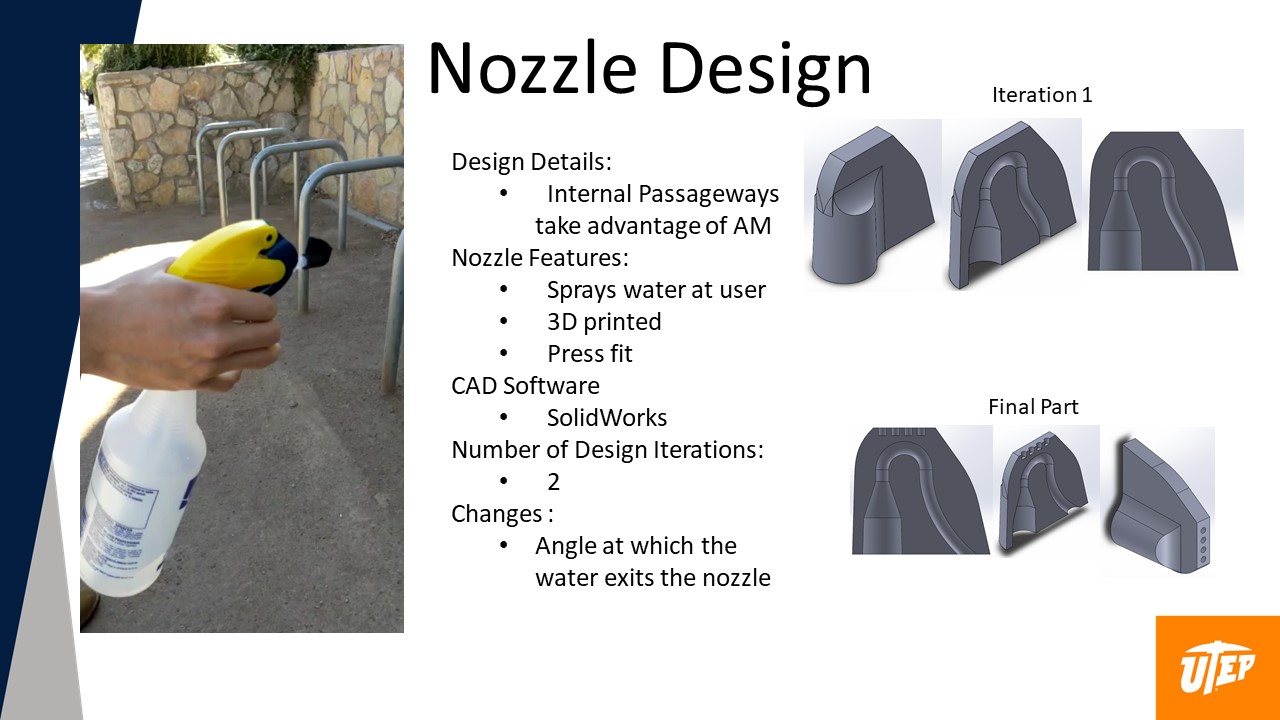 Nozzle Design
Iteration 1
Design Details:
• Internal Passageways
take advantage of AM
Nozzle Features:
• Sprays water at user
• 3D printed
• Press fit
CAD Software
• SolidWorks
Number of Design Iterations:
• 2
Changes :
• Angle at which the
water exits the nozzle
Final Part
UTEP